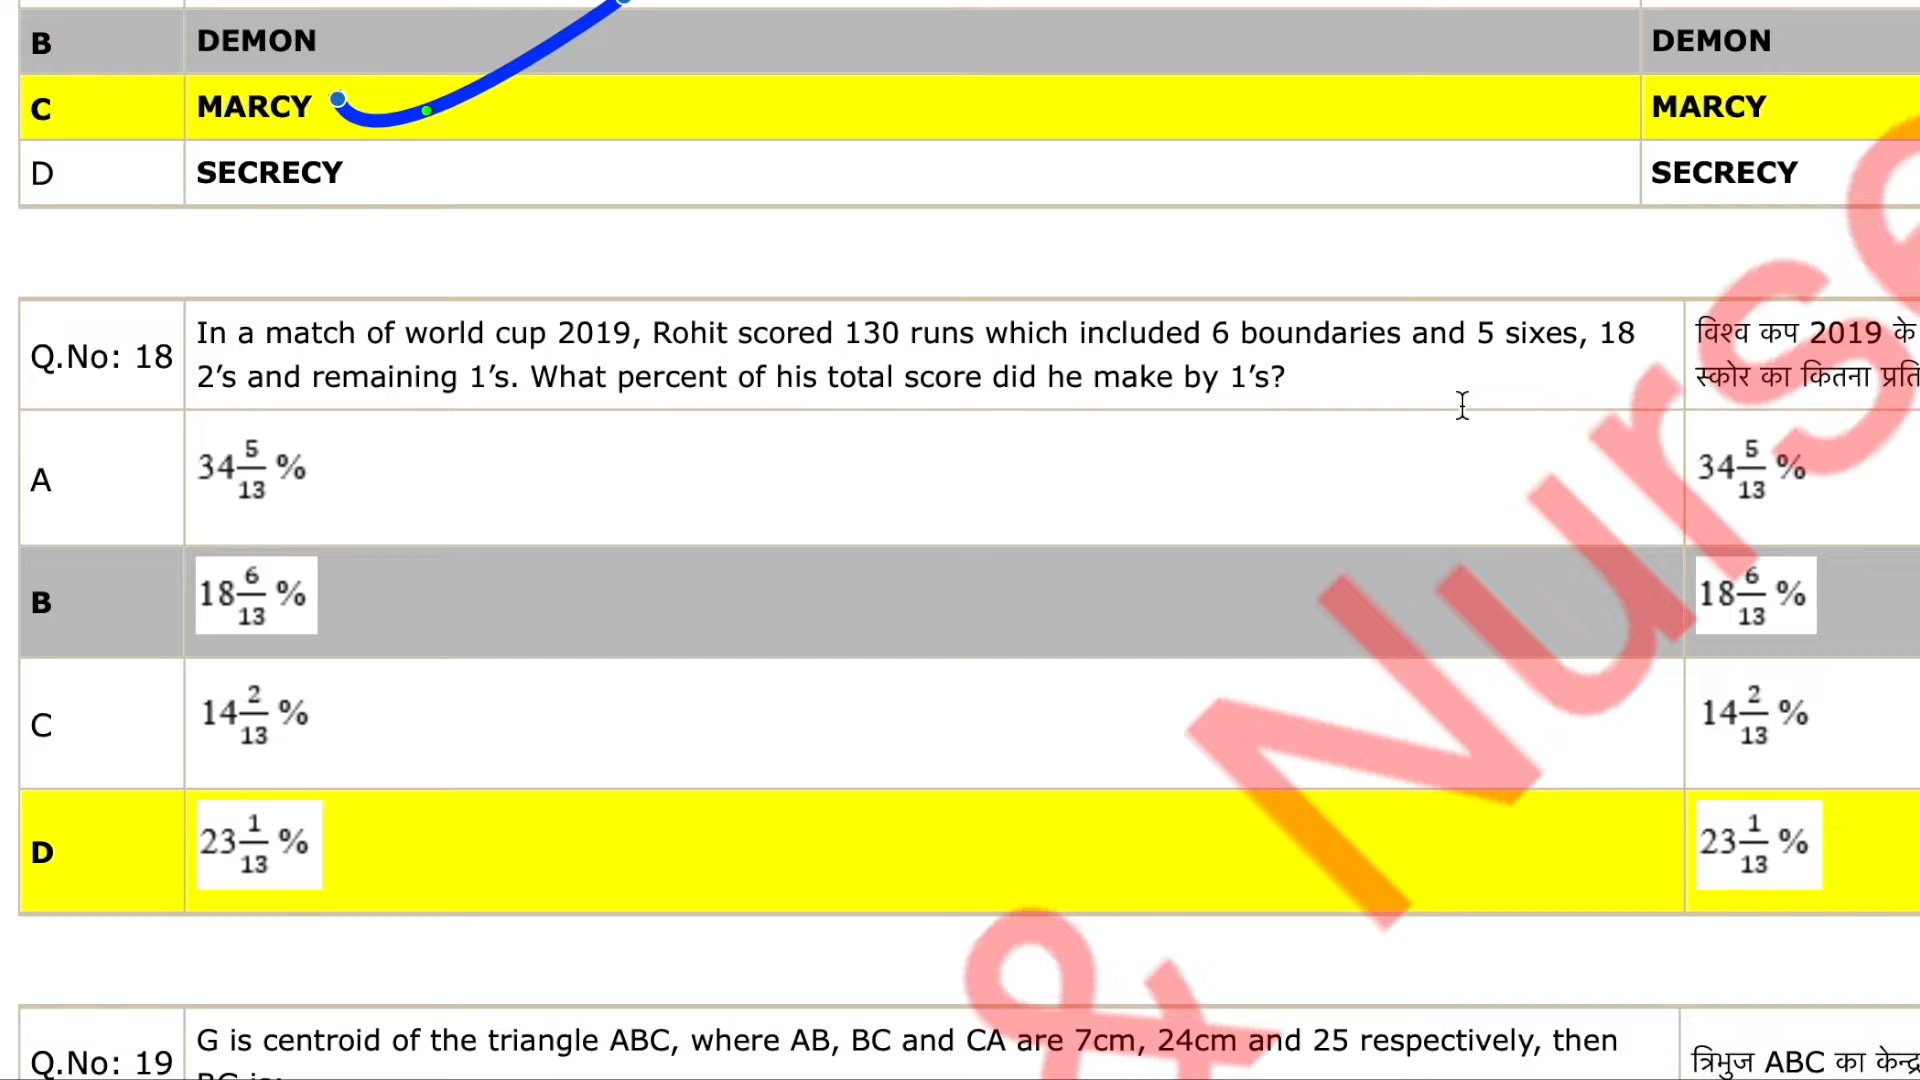 B DEMON DEMON
C MARCY MARCY
D SECRECY SECRECY
Q.No: 18 In a match of world cup 2019, Rohit scored 130 runs which included 6 boundaries and 5 sixes, 18 विश्व कप 2019 के
2’s and remaining 1’s. What percent of his total score did he make by 1’s? स्कोर का कितना
A 34 5/13 % 34 5/13 %
B 18 6/13 % 18 6/13 %
C 14 2/13 % 14 2/13 %
D 23 1/13 % 23 1/13 %
& Nurse
Q.No: 19 G is centroid of the triangle ABC, where AB, BC and CA are 7cm, 24cm and 25 respectively, then त्रिभुज ABC का